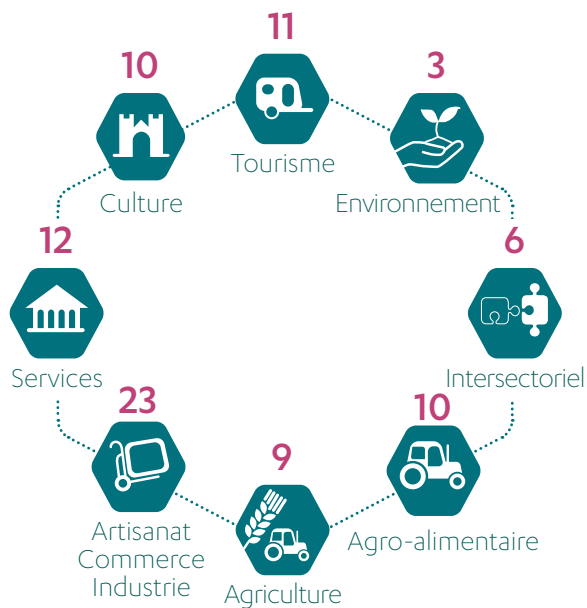 11
Tourisme
3
Environnement
6
Intersectoriel
10
Agro-alimentaire
9
Agriculture
23
Artisanat
Commerce
Industrie
12
Services
10
Culture